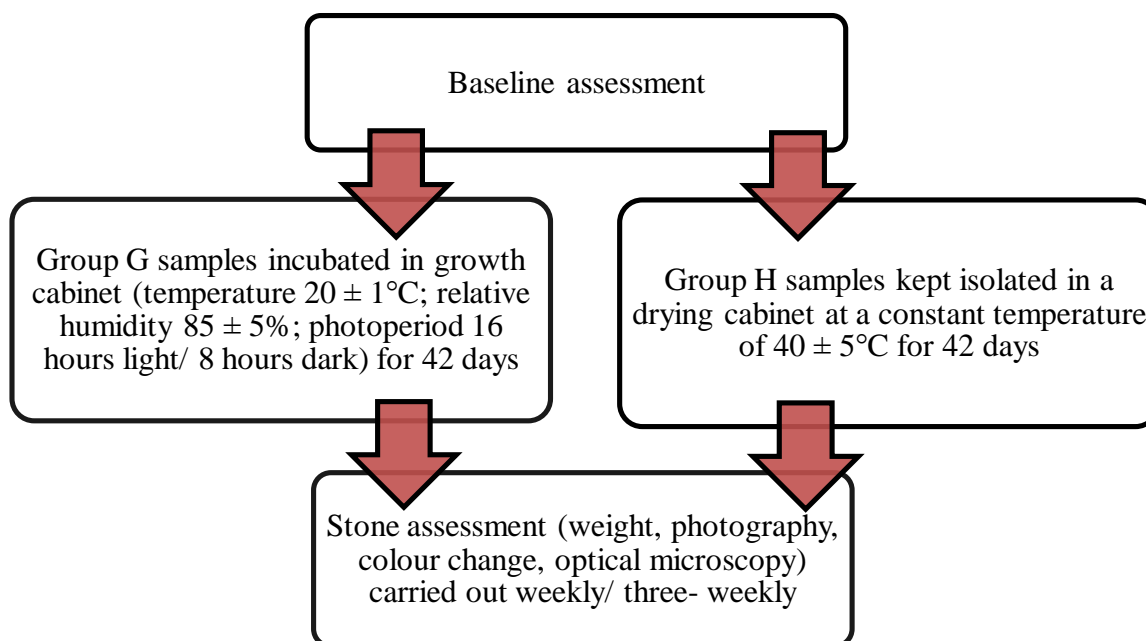 Baseline assessment
Group G samples incubated in growth
cabinet (temperature 20 ± 1°C; relative
humidity 85 ± 5%; photoperiod 16
hours light/ 8 hours dark) for 42 days
Group H samples kept isolated in a
drying cabinet at a constant temperature
of 40 ± 5°C for 42 days
Stone assessment (weight, photography,
colour change, optical microscopy)
carried out weekly/ three- weekly